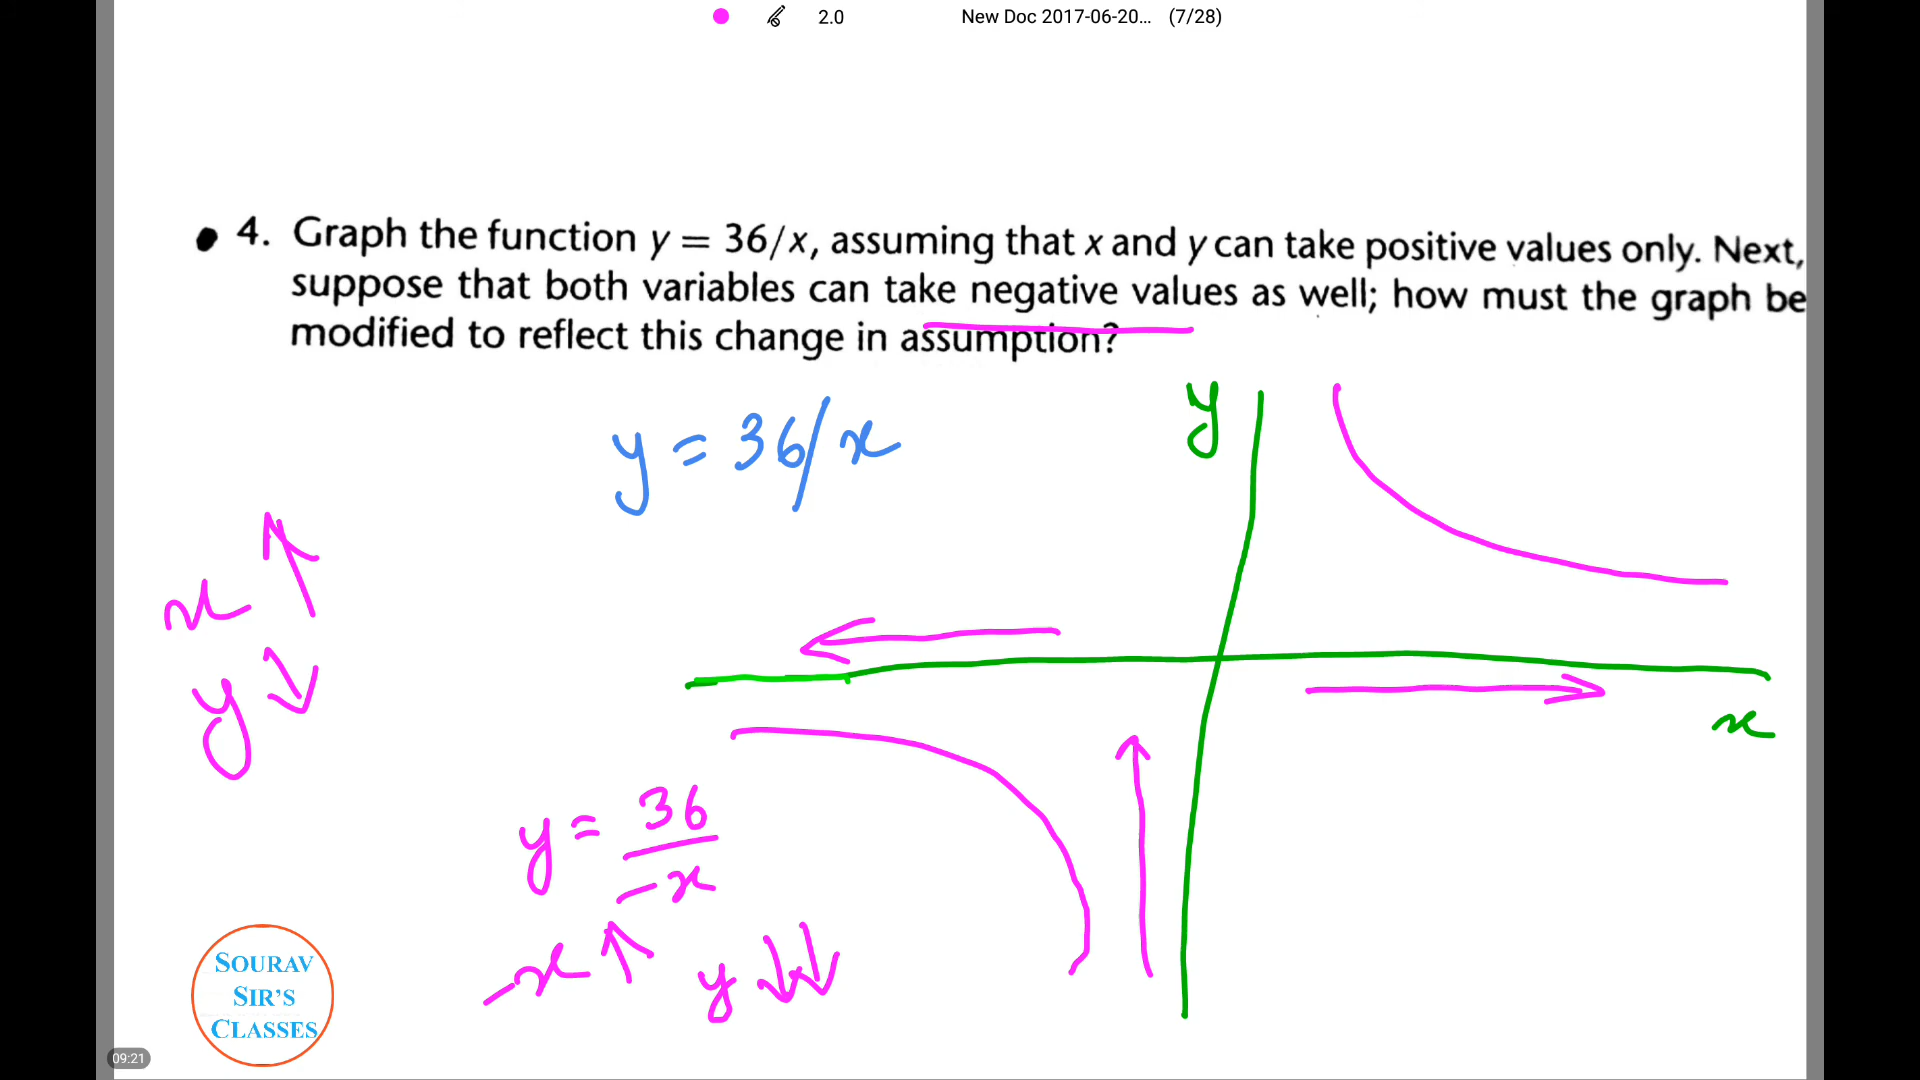 2.0 New Doc 2017-06-20... (7/28)
4. Graph the function y = 36/x, assuming that x and y can take positive values only. Next,
suppose that both variables can take negative values as well; how must the graph be
modified to reflect this change in assumption?
y
y = 36/x
x ↑
y ↓
x
y = 36/-x
-x ↑ y ↓↓
SOURAV
SIR'S
CLASSES
09:21